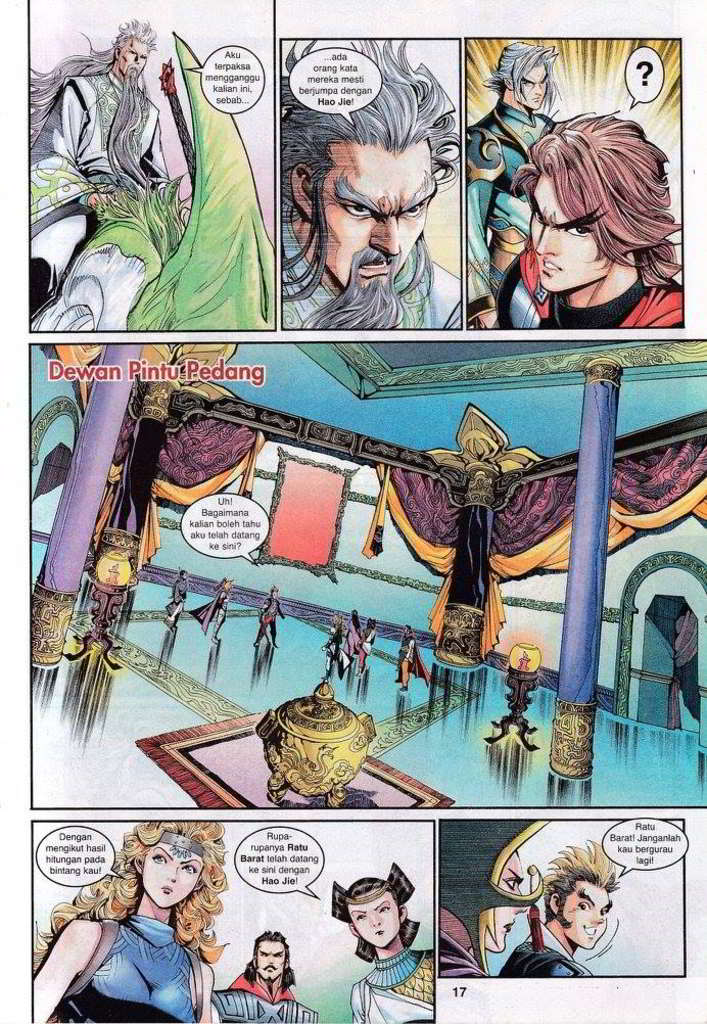 Aku
terpaksa
mengganggu
kalian ini,
sebab...
...ada
orang kata
mereka mesti
berjumpa dengan
Hao Jie!
?
Dewan Pintu Pedang
Uh!
Bagaimana
kalian boleh tahu
aku telah datang
ke sini?
Dengan
mengikut hasil
hitungan pada
bintang kau!
Rupa-
rupanya Ratu
Barat telah datang
ke sini dengan
Hao Jie!
Ratu
Barat! Janganlah
kau bergurau
lagi!
17